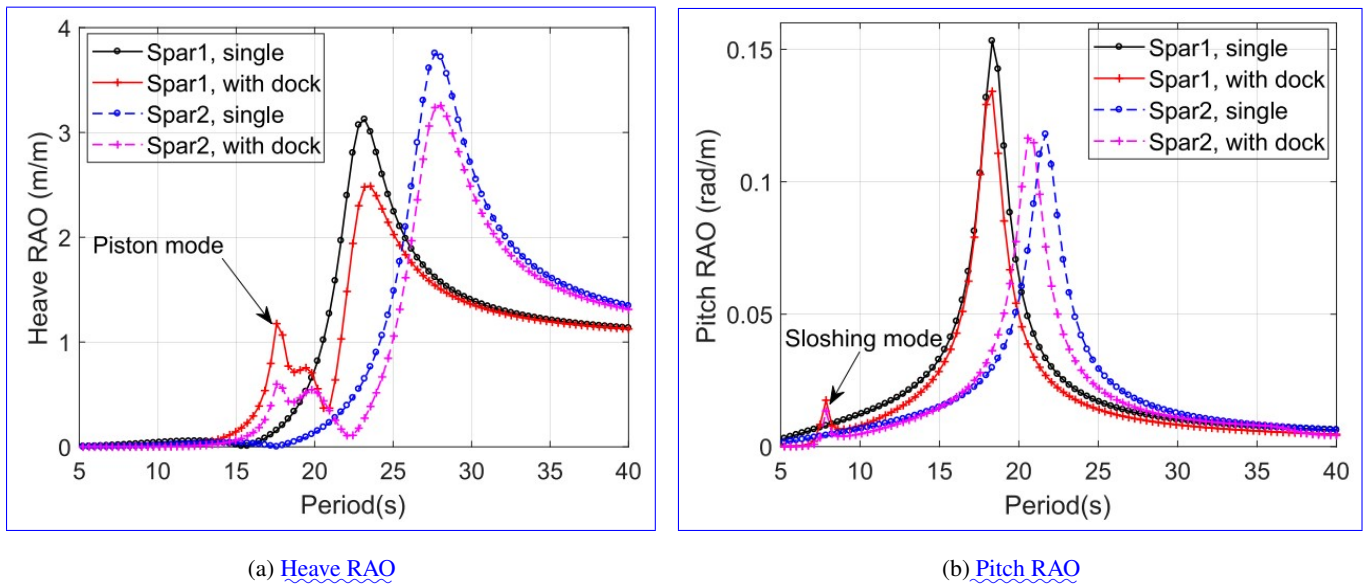 4
3
2
1
0
Heave RAO (m/m)
Spar1, single
Spar1, with dock
Spar2, single
Spar2, with dock
Piston mode
5 10 15 20 25 30 35 40
Period(s)
(a) Heave RAO
0.15
0.1
0.05
0
Pitch RAO (rad/m)
Spar1, single
Spar1, with dock
Spar2, single
Spar2, with dock
Sloshing mode
5 10 15 20 25 30 35 40
Period(s)
(b) Pitch RAO